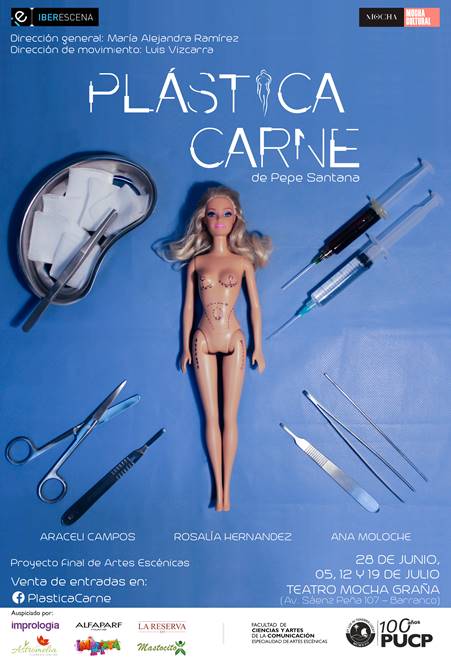 IBERESCENA
MOCHA
MOCHA
CULTURAL
Dirección general: María Alejandra Ramírez
Dirección de movimiento: Luis Vizcarra
PLÁSTICA
CARNE
de Pepe Santana
ARACELI CAMPOS
ROSALÍA HERNANDEZ
ANA MOLOCHE
Proyecto Final de Artes Escénicas
Venta de entradas en:
PlasticaCarne
28 DE JUNIO,
05, 12 Y 19 DE JULIO
TEATRO MOCHA GRAÑA
(Av. Sáenz Peña 107 - Barranco)
Auspiciado por:
imprologia
ALFAPARF
LA RESERVA
Astromelia
Mastocito
FACULTAD DE
CIENCIAS Y ARTES
DE LA COMUNICACIÓN
ESPECIALIDAD DE ARTES ESCÉNICAS
100 años
PUCP